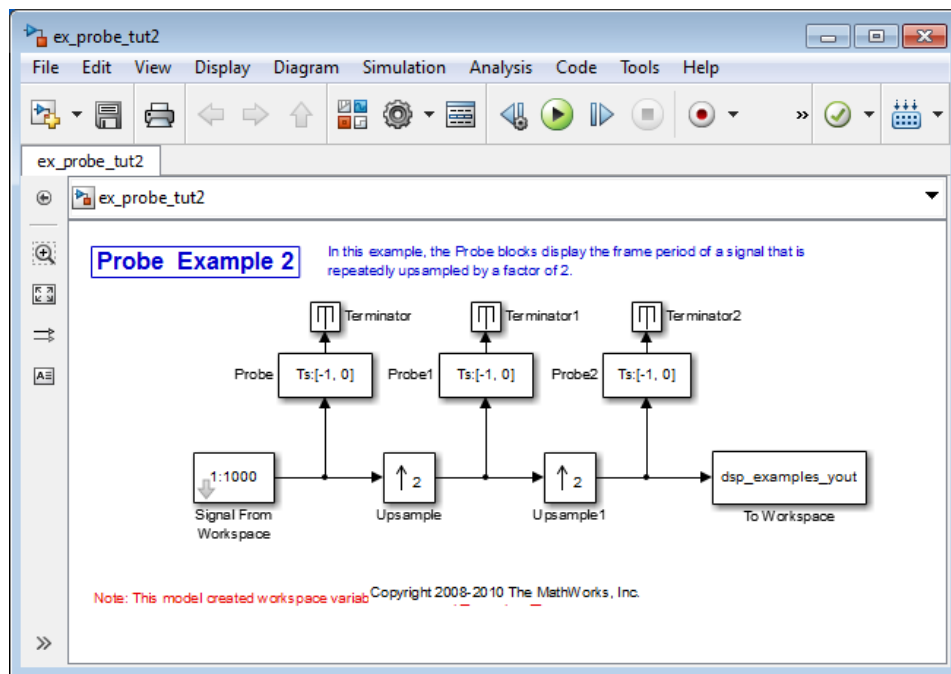 ex_probe_tut2
File Edit View Display Diagram Simulation Analysis Code Tools Help
ex_probe_tut2
ex_probe_tut2
Probe Example 2
In this example, the Probe blocks display the frame period of a signal that is
repeatedly upsampled by a factor of 2.
Terminator Terminator1 Terminator2
Probe Ts:[-1, 0] Probe1 Ts:[-1, 0] Probe2 Ts:[-1, 0]
1:1000 2 2 dsp_examples_yout
Signal From Upsample Upsample1 To Workspace
Workspace
Note: This model created workspace variab Copyright 2008-2010 The MathWorks, Inc.